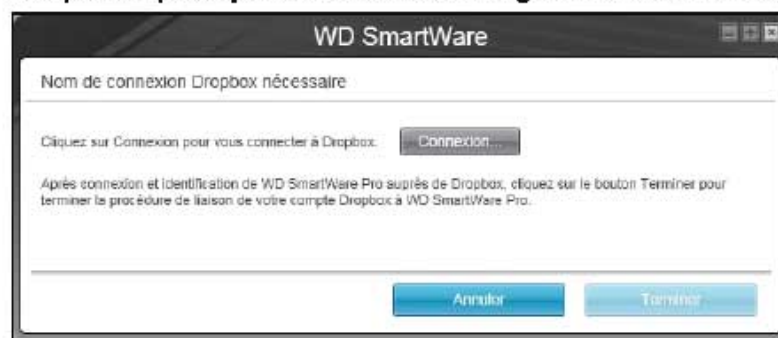 WD SmartWare
Nom de connexion Dropbox nécessaire
Cliquez sur Connexion pour vous connecter à Dropbox.
Connexion...
Après connexion et identification de WD SmartWare Pro auprès de Dropbox, cliquez sur le bouton Terminer pour
terminer la procédure de liaison de votre compte Dropbox à WD SmartWare Pro.
Annuler
Terminer